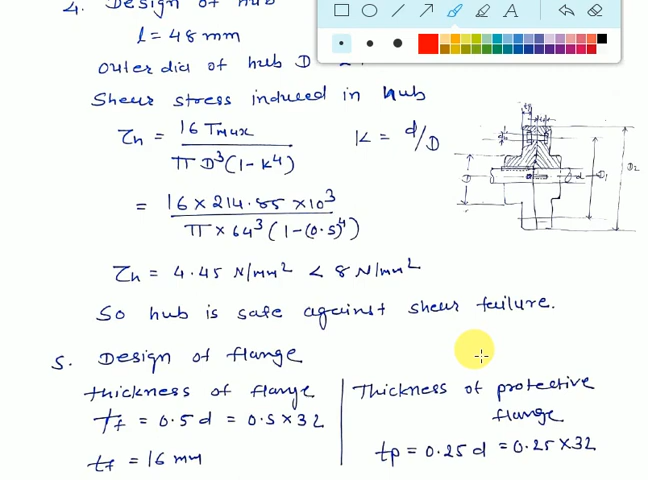 4. Design of hub
l = 48 mm
outer dia of hub D
Shear stress induced in hub
τh = 16 TMax / π D³ (1 - K⁴) K = d/D
= 16 × 214.85 × 10³ / π × 64³ (1 - (0.5)⁴)
τh = 4.45 N/mm² < 8 N/mm²
So hub is safe against shear failure.
5. Design of flange
thickness of flange
tf = 0.5 d = 0.5 × 32
tf = 16 mm
Thickness of protective
flange
tp = 0.25 d = 0.25 × 32
D
d
D1
D2
A